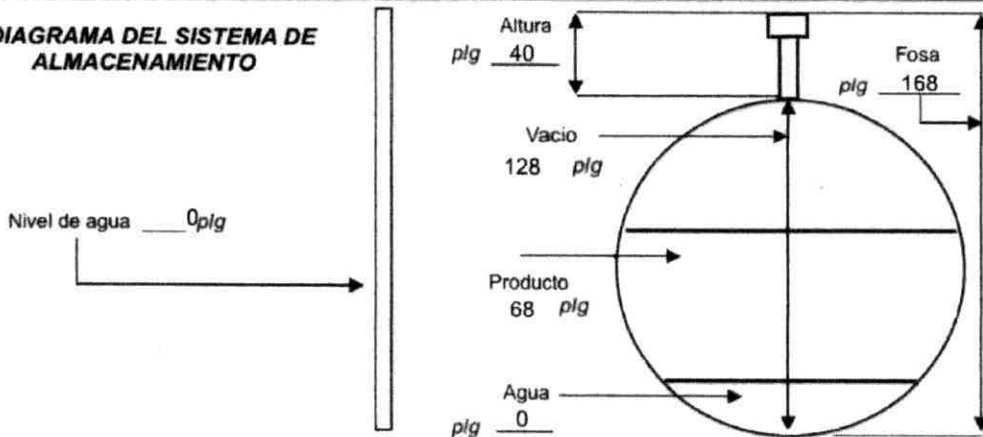 DIAGRAMA DEL SISTEMA DE
ALMACENAMIENTO
Nivel de agua ____0plg
Altura
plg 40
Fosa
plg 168
Vacio
128 plg
Producto
68 plg
Agua
plg 0